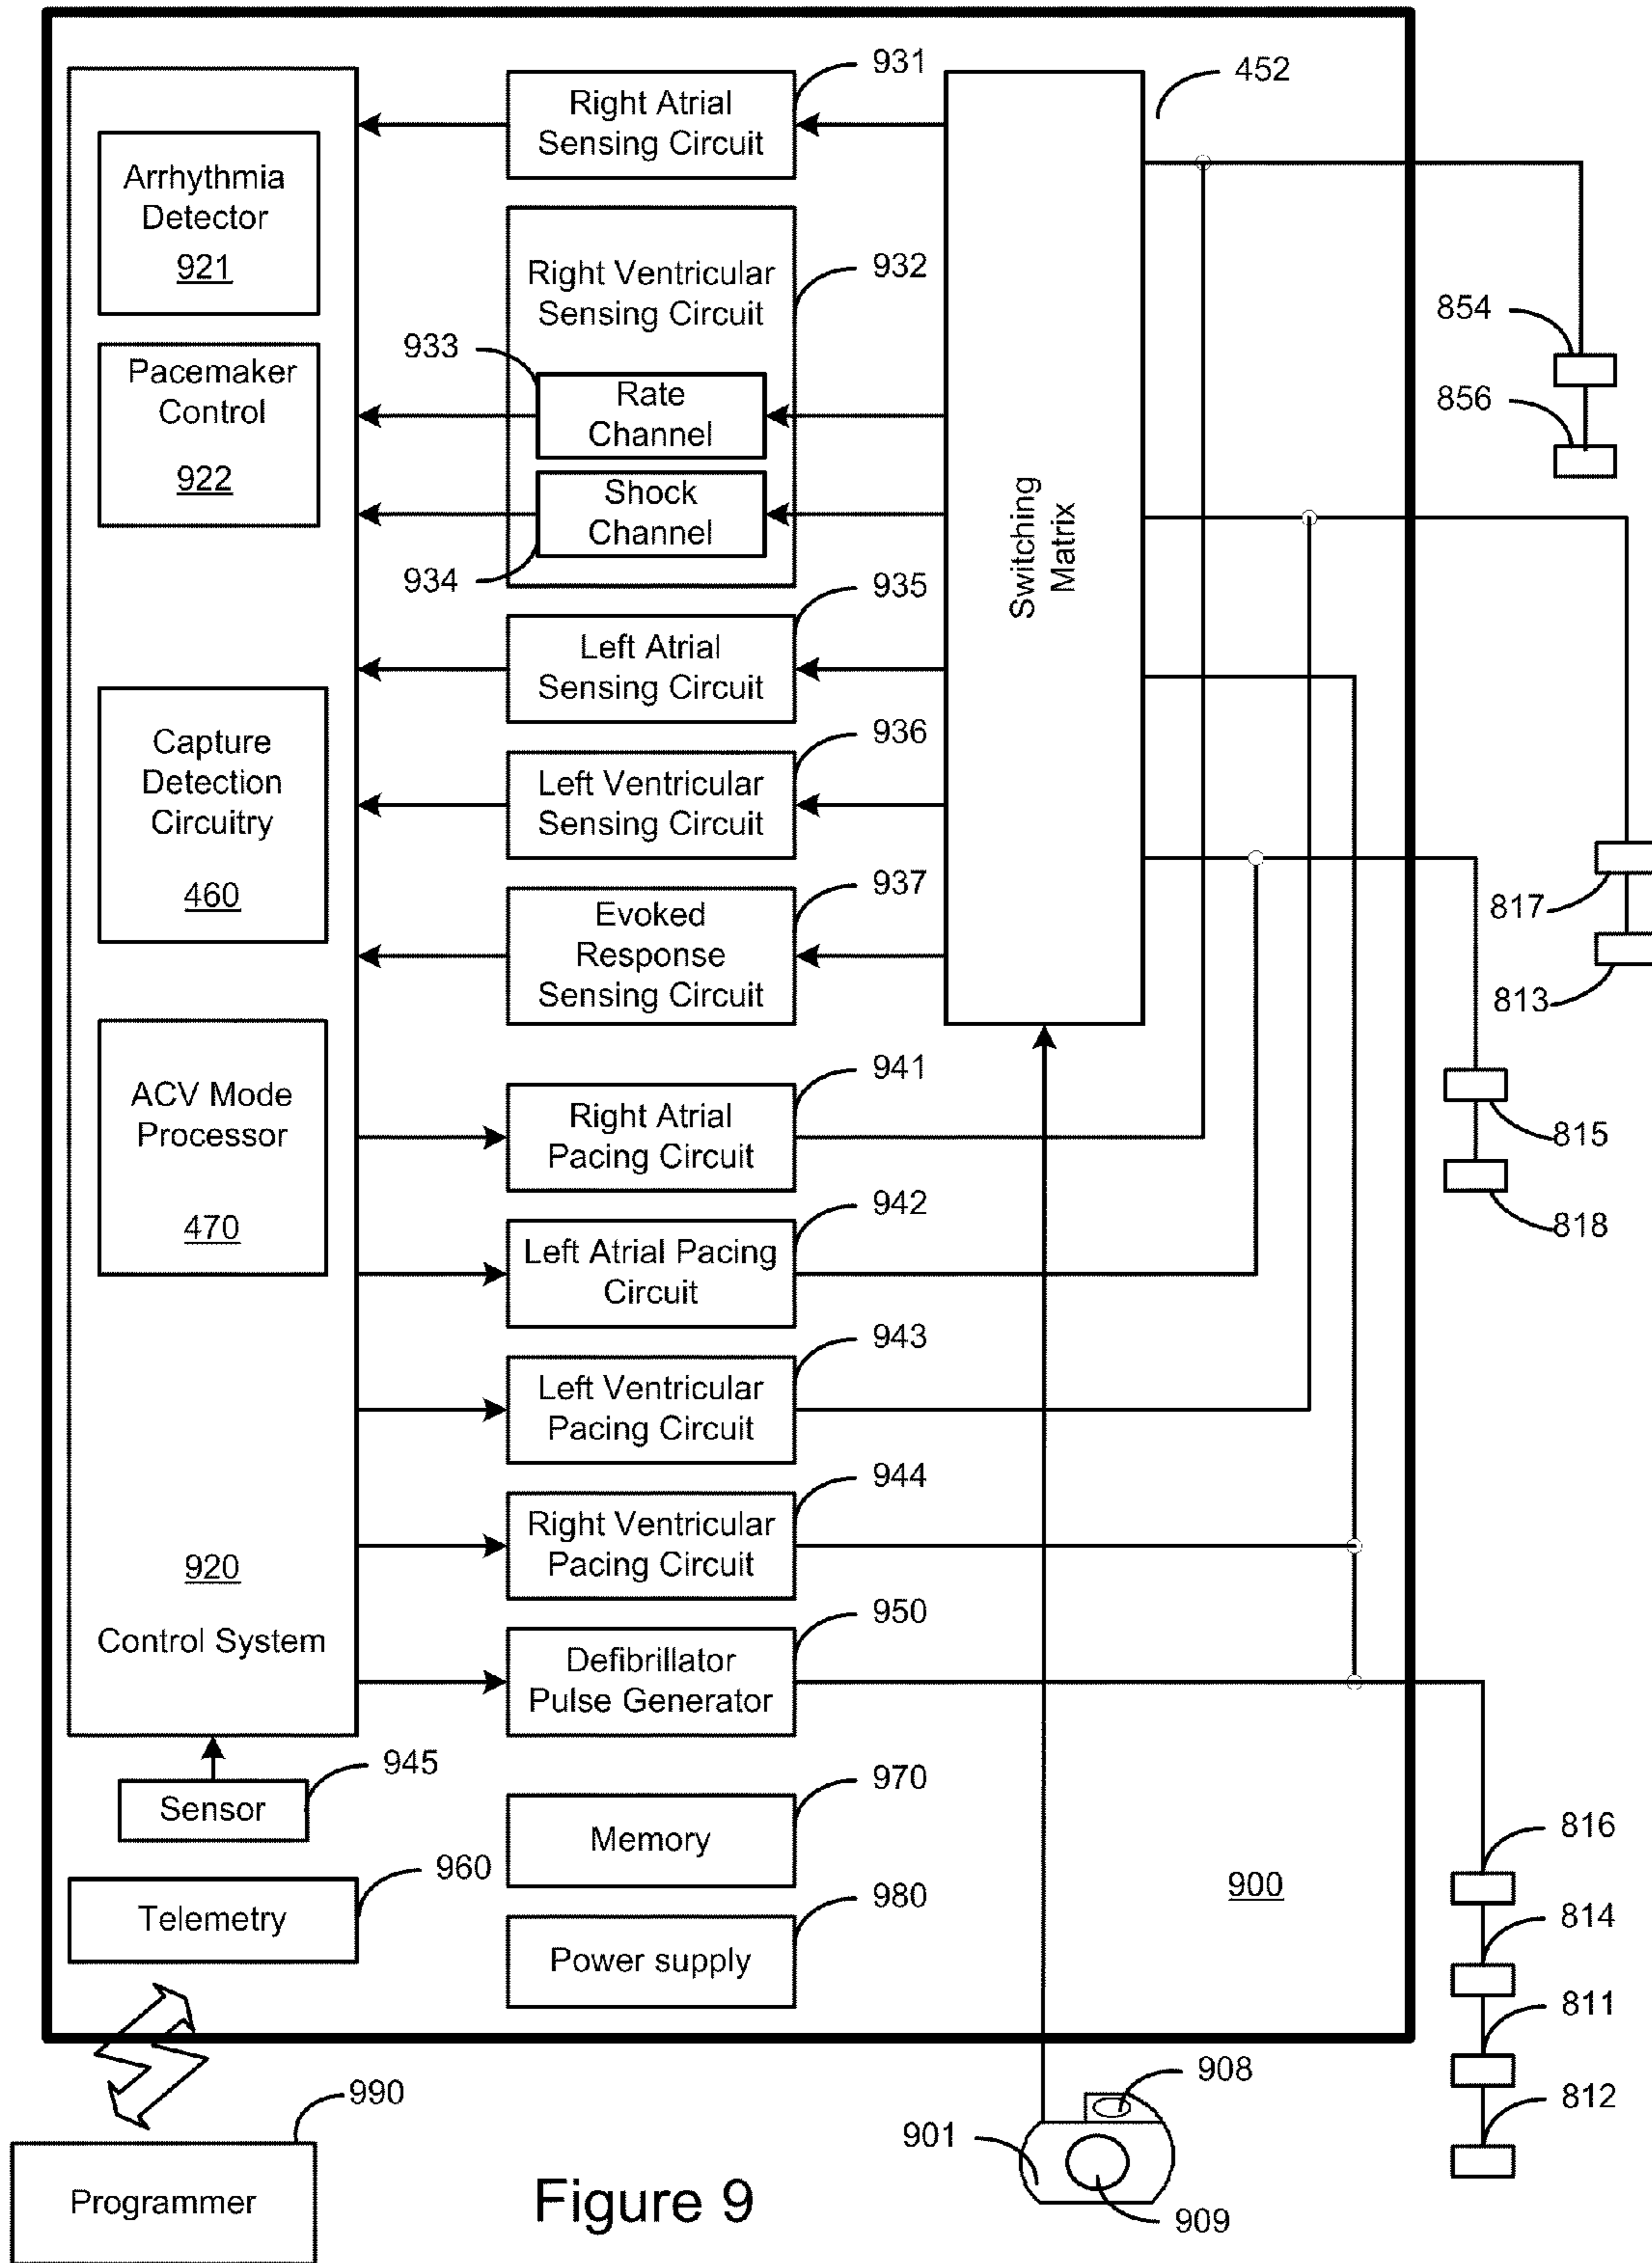 931
452
Right Atrial
Sensing Circuit
Arrhythmia
Detector
921
Right Ventricular
Sensing Circuit
932
854
933
Pacemaker
Control
922
Rate
Channel
856
Shock
Channel
934
Switching
Matrix
935
Left Atrial
Sensing Circuit
936
Capture
Detection
Circuitry
460
Left Ventricular
Sensing Circuit
937
817
Evoked
Response
Sensing Circuit
813
941
ACV Mode
Processor
470
Right Atrial
Pacing Circuit
815
942
818
Left Atrial Pacing
Circuit
943
Left Ventricular
Pacing Circuit
944
Right Ventricular
Pacing Circuit
920
Control System
950
Defibrillator
Pulse Generator
945
Sensor
970
Memory
816
960
Telemetry
980
900
814
Power supply
811
908
990
812
901
Programmer
Figure 9
909